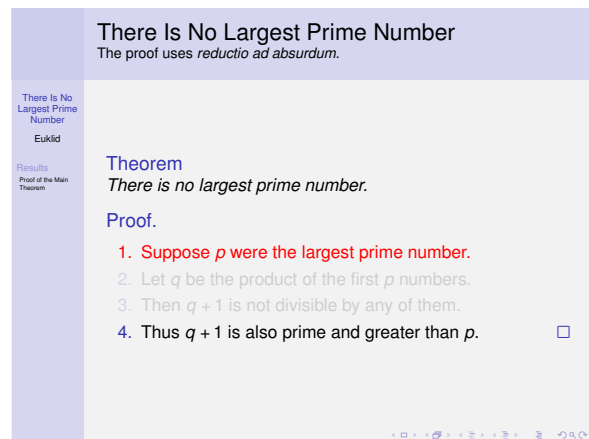 There Is No Largest Prime Number
The proof uses reductio ad absurdum.
There Is No
Largest Prime
Number
Euklid
Results
Proof of the Main
Theorem
Theorem
There is no largest prime number.
Proof.
1. Suppose p were the largest prime number.
2. Let q be the product of the first p numbers.
3. Then q + 1 is not divisible by any of them.
4. Thus q + 1 is also prime and greater than p. □